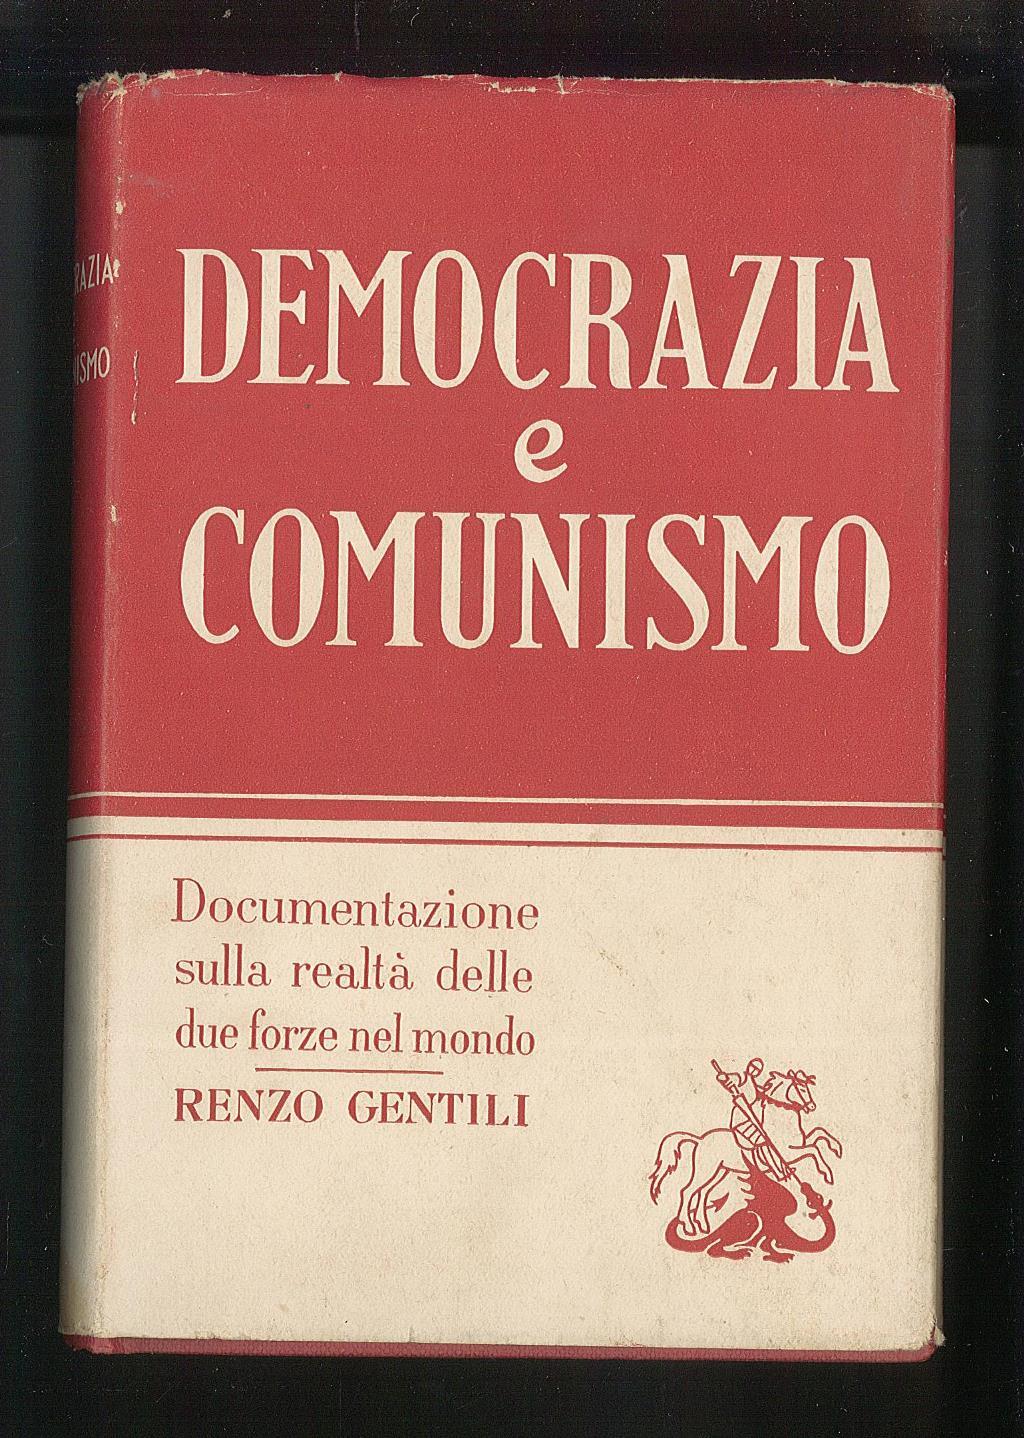 DEMOCRAZIA
e
COMUNISMO
Documentazione
sulla realtà delle
due forze nel mondo
RENZO GENTILI
RAZIA
NISMO